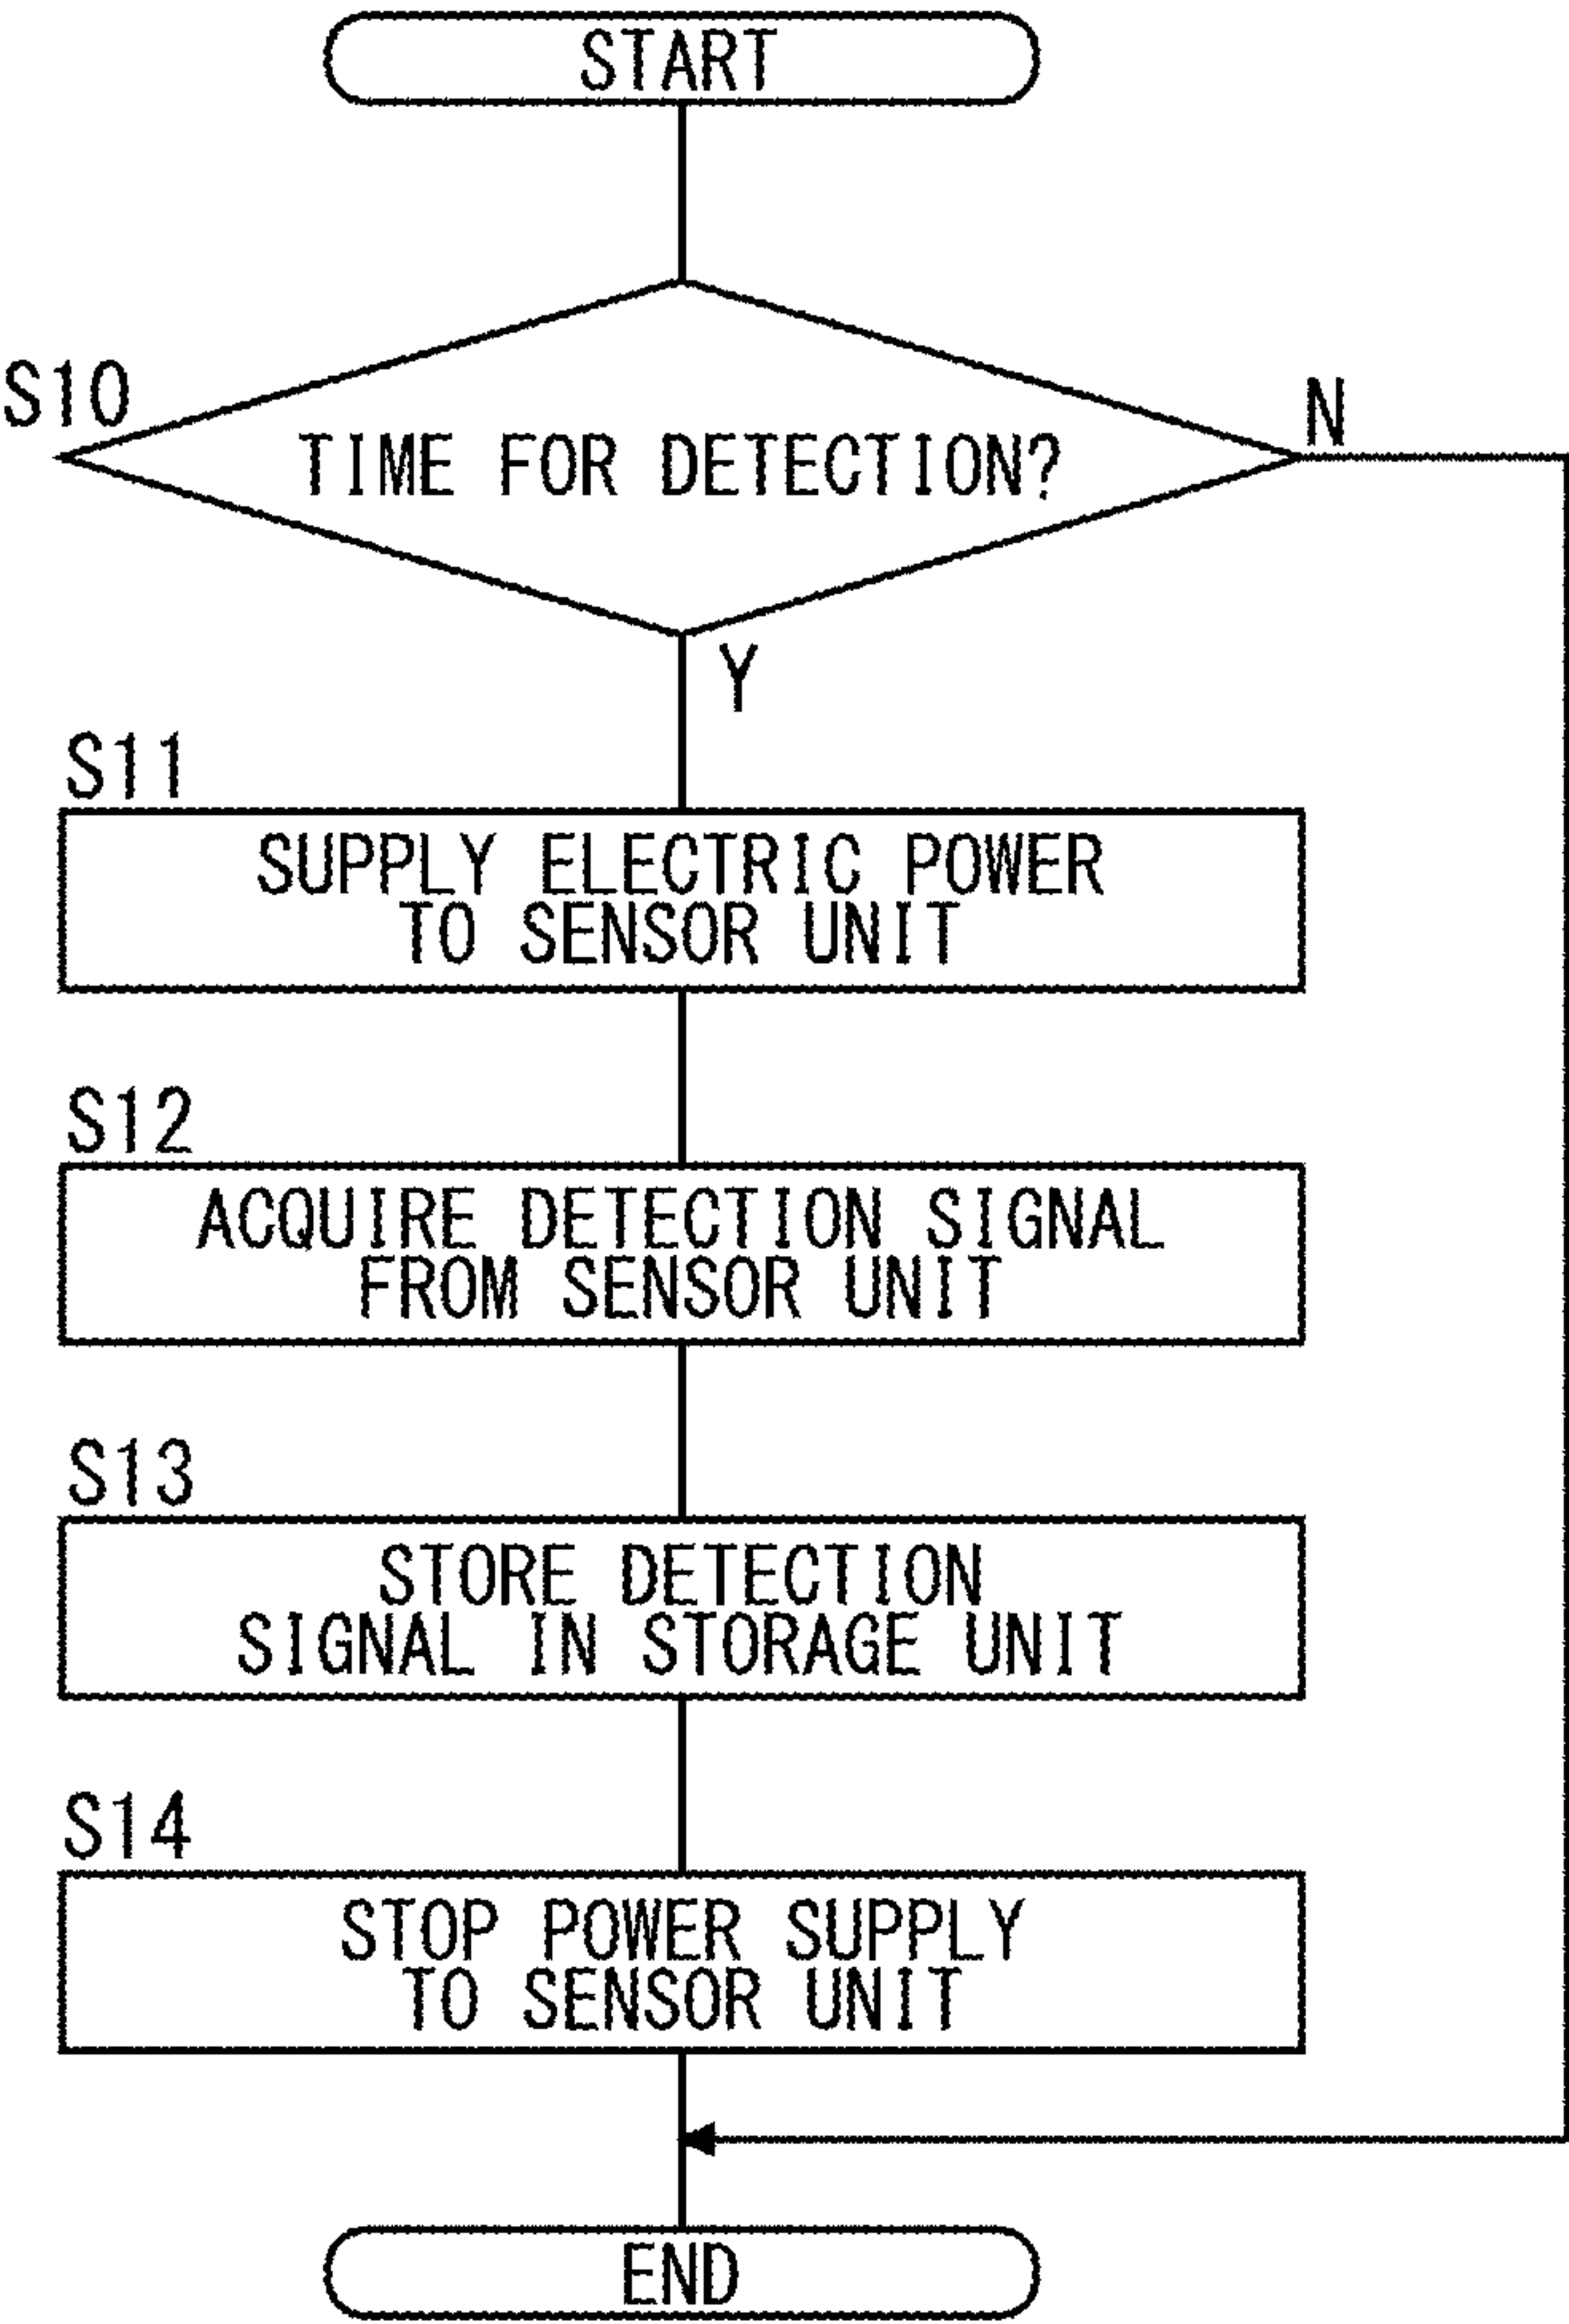 START
S10
TIME FOR DETECTION?
N
Y
S11
SUPPLY ELECTRIC POWER
TO SENSOR UNIT
S12
ACQUIRE DETECTION SIGNAL
FROM SENSOR UNIT
S13
STORE DETECTION
SIGNAL IN STORAGE UNIT
S14
STOP POWER SUPPLY
TO SENSOR UNIT
END